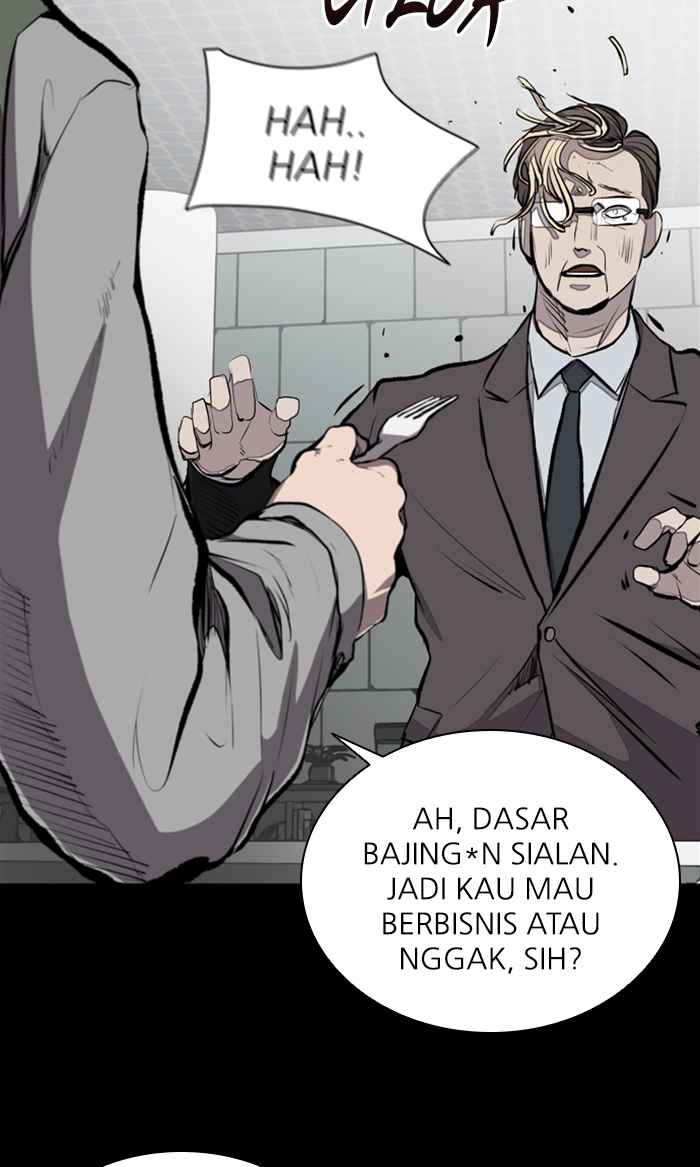 HAH..
HAH!
AH, DASAR
BAJING*N SIALAN.
JADI KAU MAU
BERBISNIS ATAU
NGGAK, SIH?